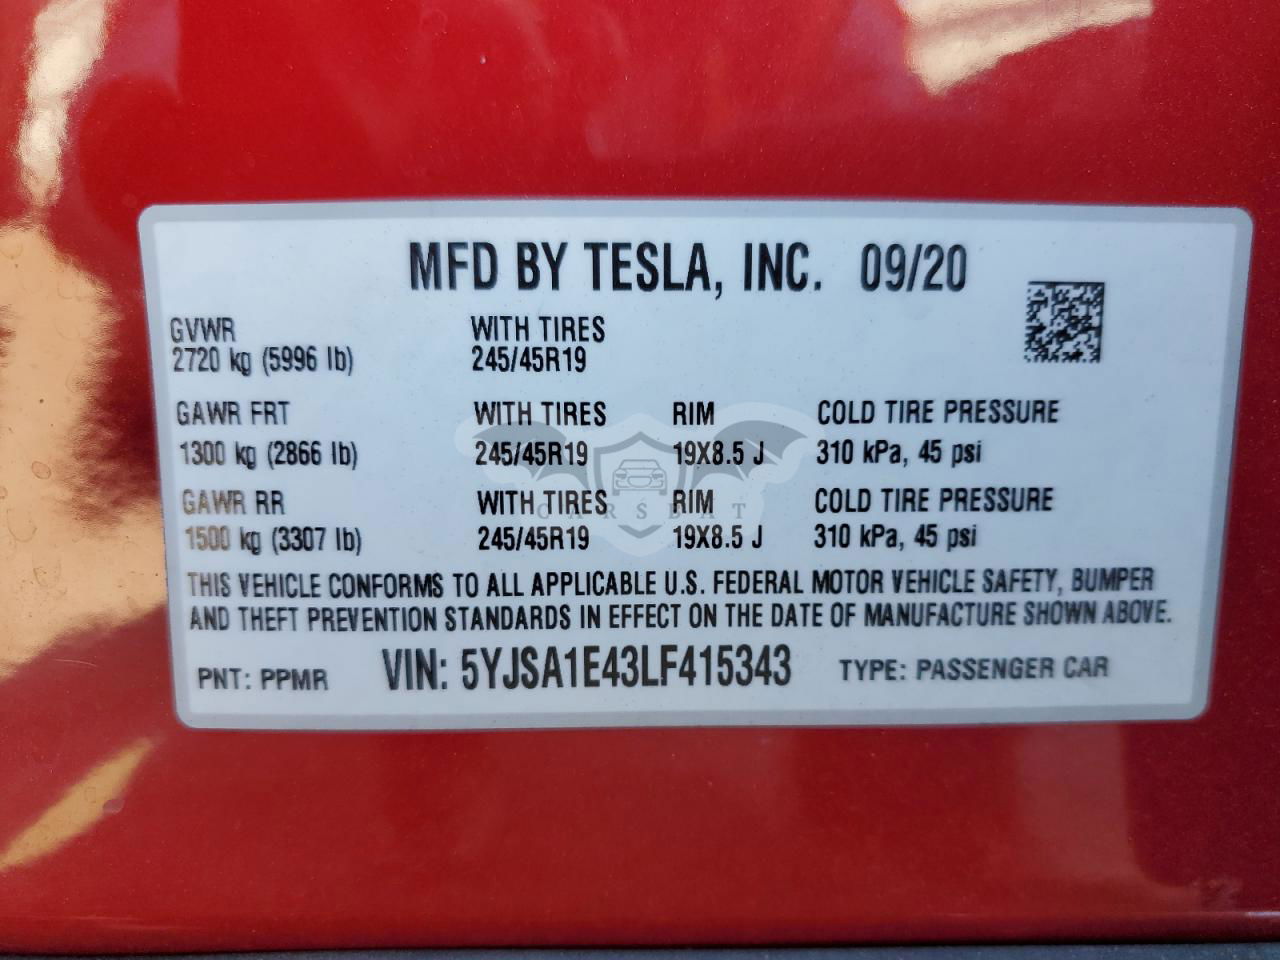 MFD BY TESLA, INC. 09/20
GVWR WITH TIRES
2720 kg (5996 lb) 245/45R19
GAWR FRT WITH TIRES RIM COLD TIRE PRESSURE
1300 kg (2866 lb) 245/45R19 19X8.5 J 310 kPa, 45 psi
GAWR RR WITH TIRES RIM COLD TIRE PRESSURE
CARSBAT
1500 kg (3307 lb) 245/45R19 19X8.5 J 310 kPa, 45 psi
THIS VEHICLE CONFORMS TO ALL APPLICABLE U.S. FEDERAL MOTOR VEHICLE SAFETY, BUMPER
AND THEFT PREVENTION STANDARDS IN EFFECT ON THE DATE OF MANUFACTURE SHOWN ABOVE.
PNT: PPMR VIN: 5YJSA1E43LF415343 TYPE: PASSENGER CAR